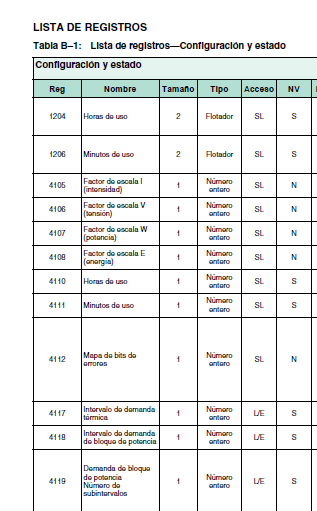 LISTA DE REGISTROS
Tabla B–1: Lista de registros—Configuración y estado
Configuración y estado
Reg Nombre Tamaño Tipo Acceso NV
1204 Horas de uso 2 Flotador SL S
1206 Minutos de uso 2 Flotador SL S
4105 Factor de escala I (intensidad) 1 Número entero SL N
4106 Factor de escala V (tensión) 1 Número entero SL N
4107 Factor de escala W (potencia) 1 Número entero SL N
4108 Factor de escala E (energía) 1 Número entero SL N
4110 Horas de uso 1 Número entero SL S
4111 Minutos de uso 1 Número entero SL S
4112 Mapa de bits de errores 1 Número entero SL N
4117 Intervalo de demanda térmica 1 Número entero L/E S
4118 Intervalo de demanda de bloque de potencia 1 Número entero L/E S
4119 Demanda de bloque de potencia Número de subintervalos 1 Número entero L/E S